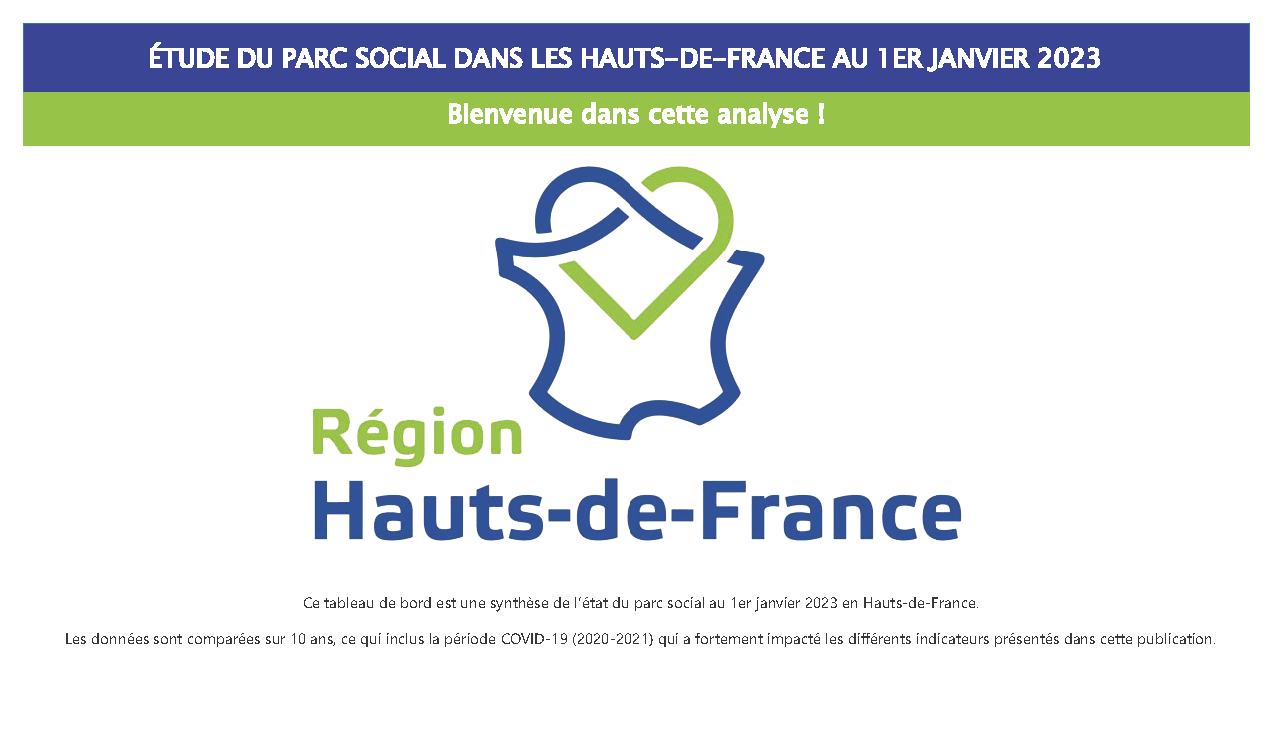 ÉTUDE DU PARC SOCIAL DANS LES HAUTS-DE-FRANCE AU 1ER JANVIER 2023
Bienvenue dans cette analyse !
Région
Hauts-de-France
Ce tableau de bord est une synthèse de l'état du parc social au 1er janvier 2023 en Hauts-de-France.
Les données sont comparées sur 10 ans, ce qui inclus la période COVID-19 (2020-2021) qui a fortement impacté les différents indicateurs présentés dans cette publication.